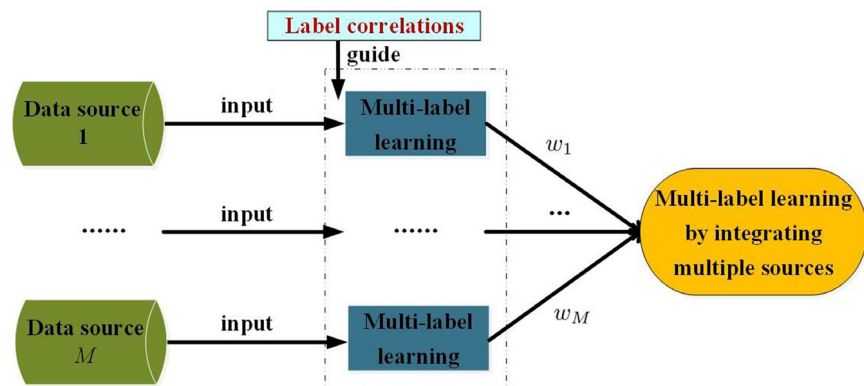 Label correlations
guide
Data source
1
input
Multi-label
learning
w1
......
input
......
...
Multi-label learning
by integrating
multiple sources
Data source
M
input
Multi-label
learning
wM